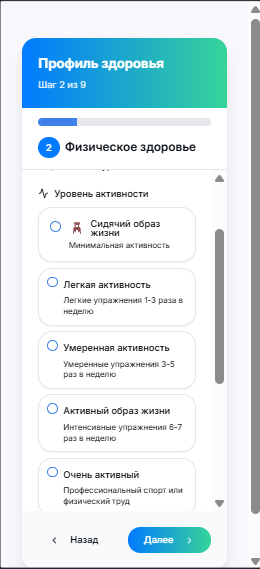 Профиль здоровья
Шаг 2 из 9
2 Физическое здоровье
Уровень активности
Сидячий образ
жизни
Минимальная активность
Легкая активность
Легкие упражнения 1-3 раза в
неделю
Умеренная активность
Умеренные упражнения 3-5
раз в неделю
Активный образ жизни
Интенсивные упражнения 6-7
раз в неделю
Очень активный
Профессиональный спорт или
физический труд
Назад Далее